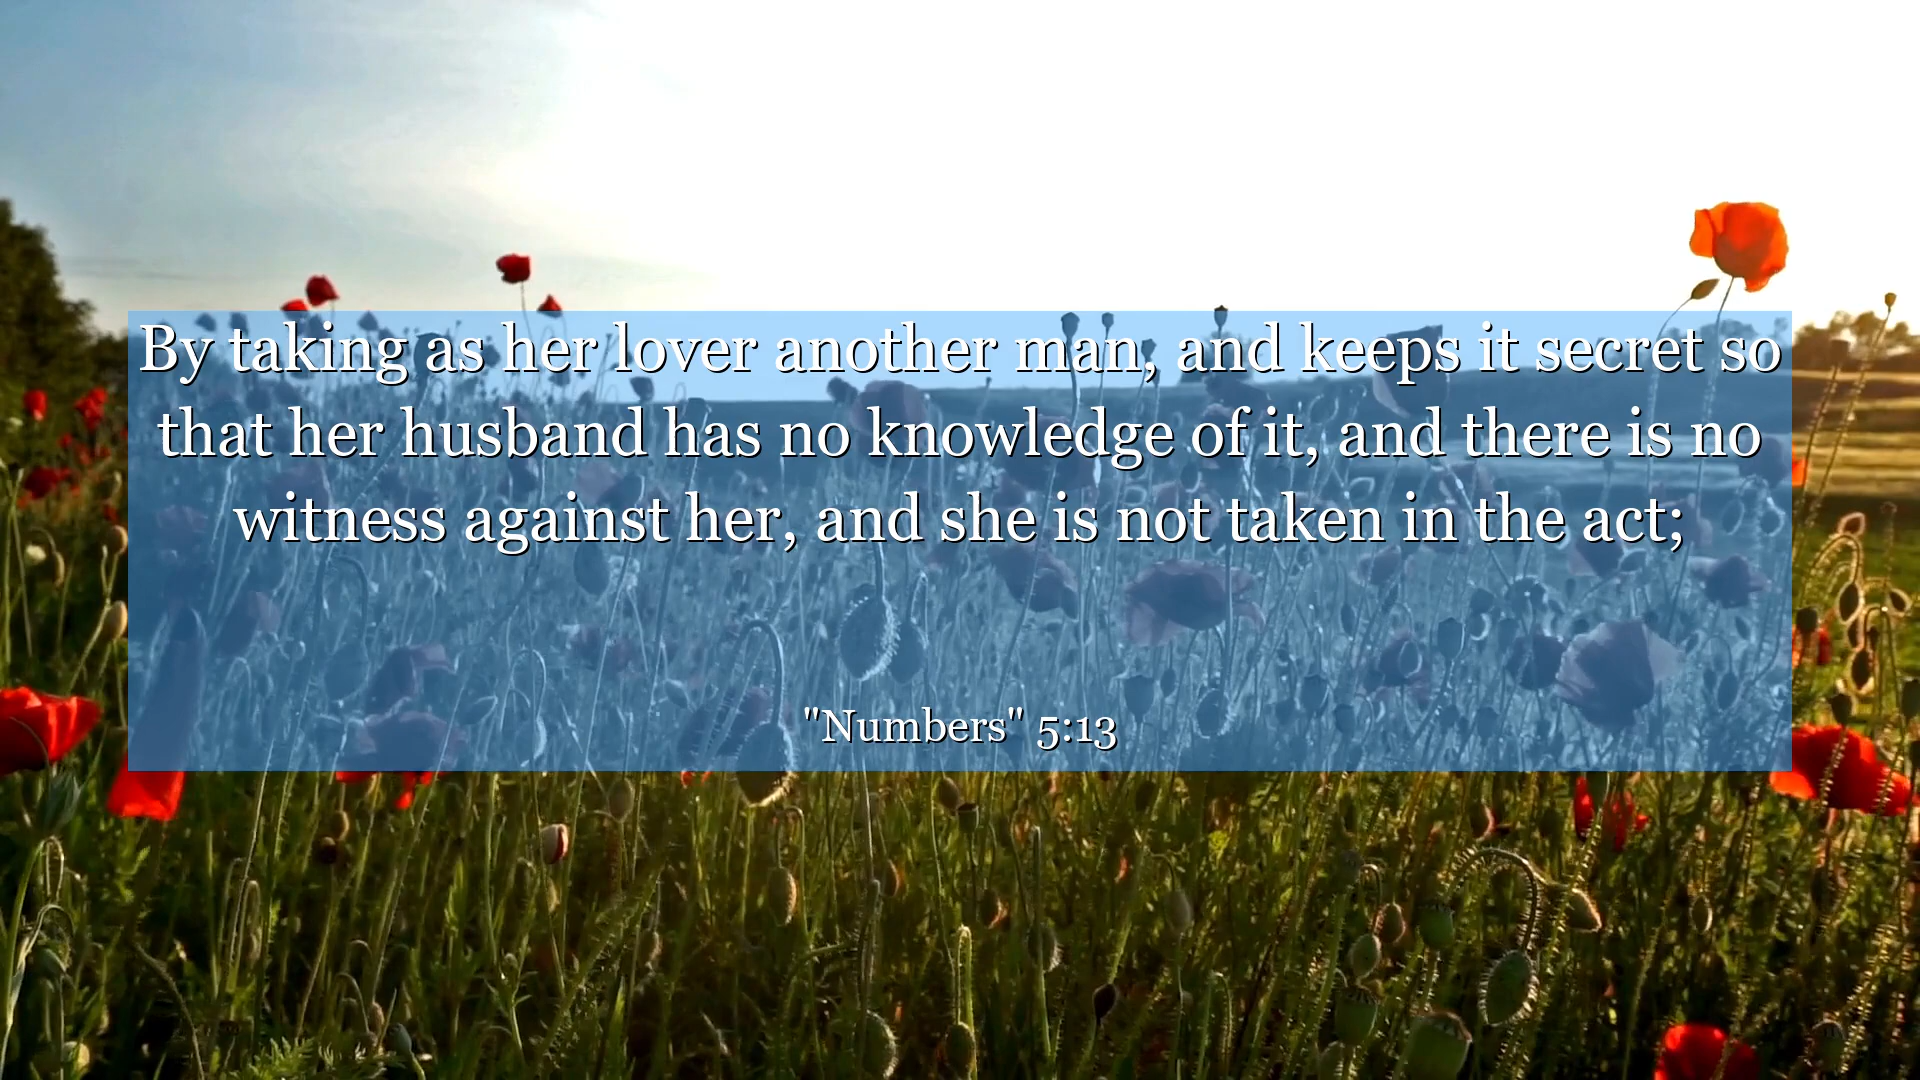 By taking as her lover another man, and keeps it secret so
that her husband has no knowledge of it, and there is no
witness against her, and she is not taken in the act;
"Numbers" 5:13